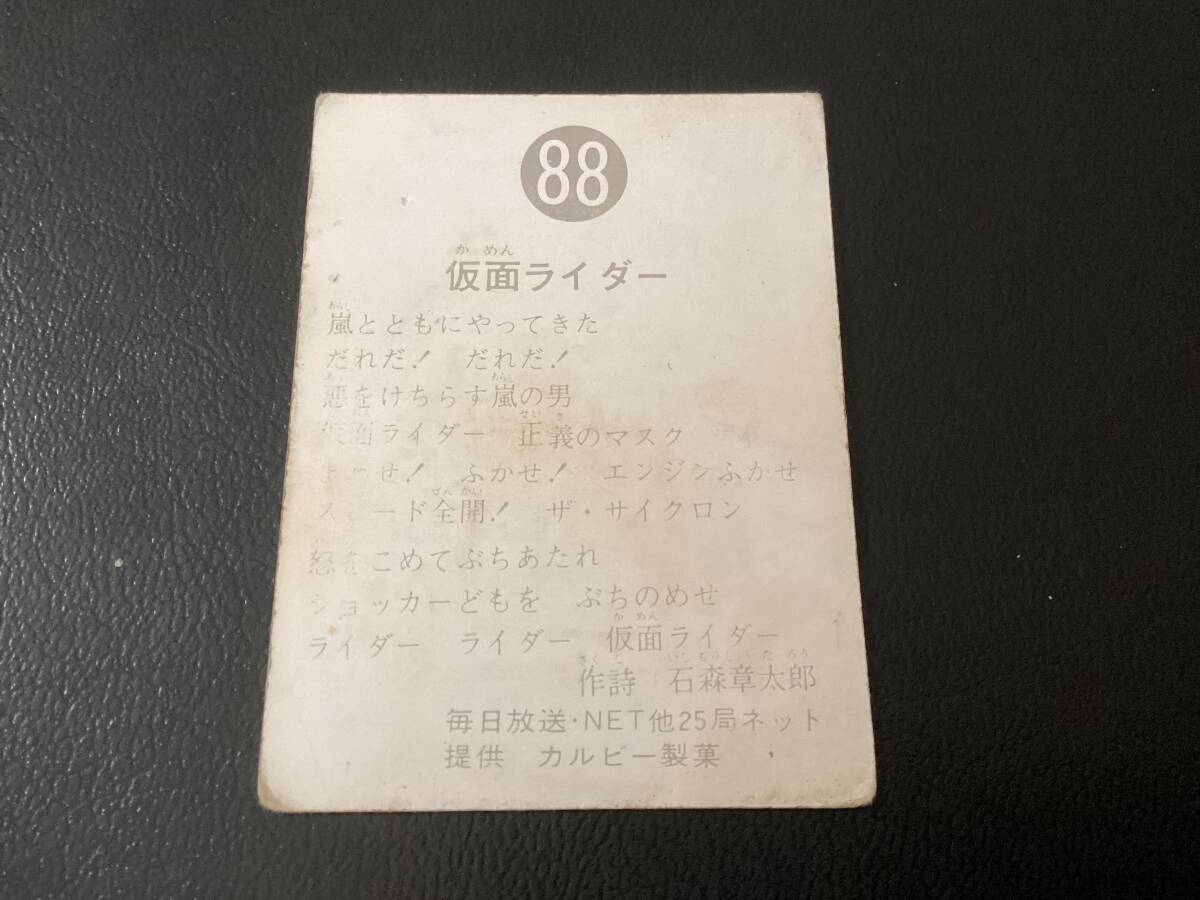 88
仮面ライダー
嵐とともにやってきた
だれだ！ だれだ！
悪をけちらす嵐の男
仮面ライダー 正義のマスク
せ！ ふかせ！ エンジンふかせ
ス ード全開！ ザ・サイクロン
怒 こめてぶちあたれ
ショッカーどもを ぶちのめせ
ライダー ライダー 仮面ライダー
作詩 石森章太郎
毎日放送・NET他25局ネット
提供 カルビー製菓